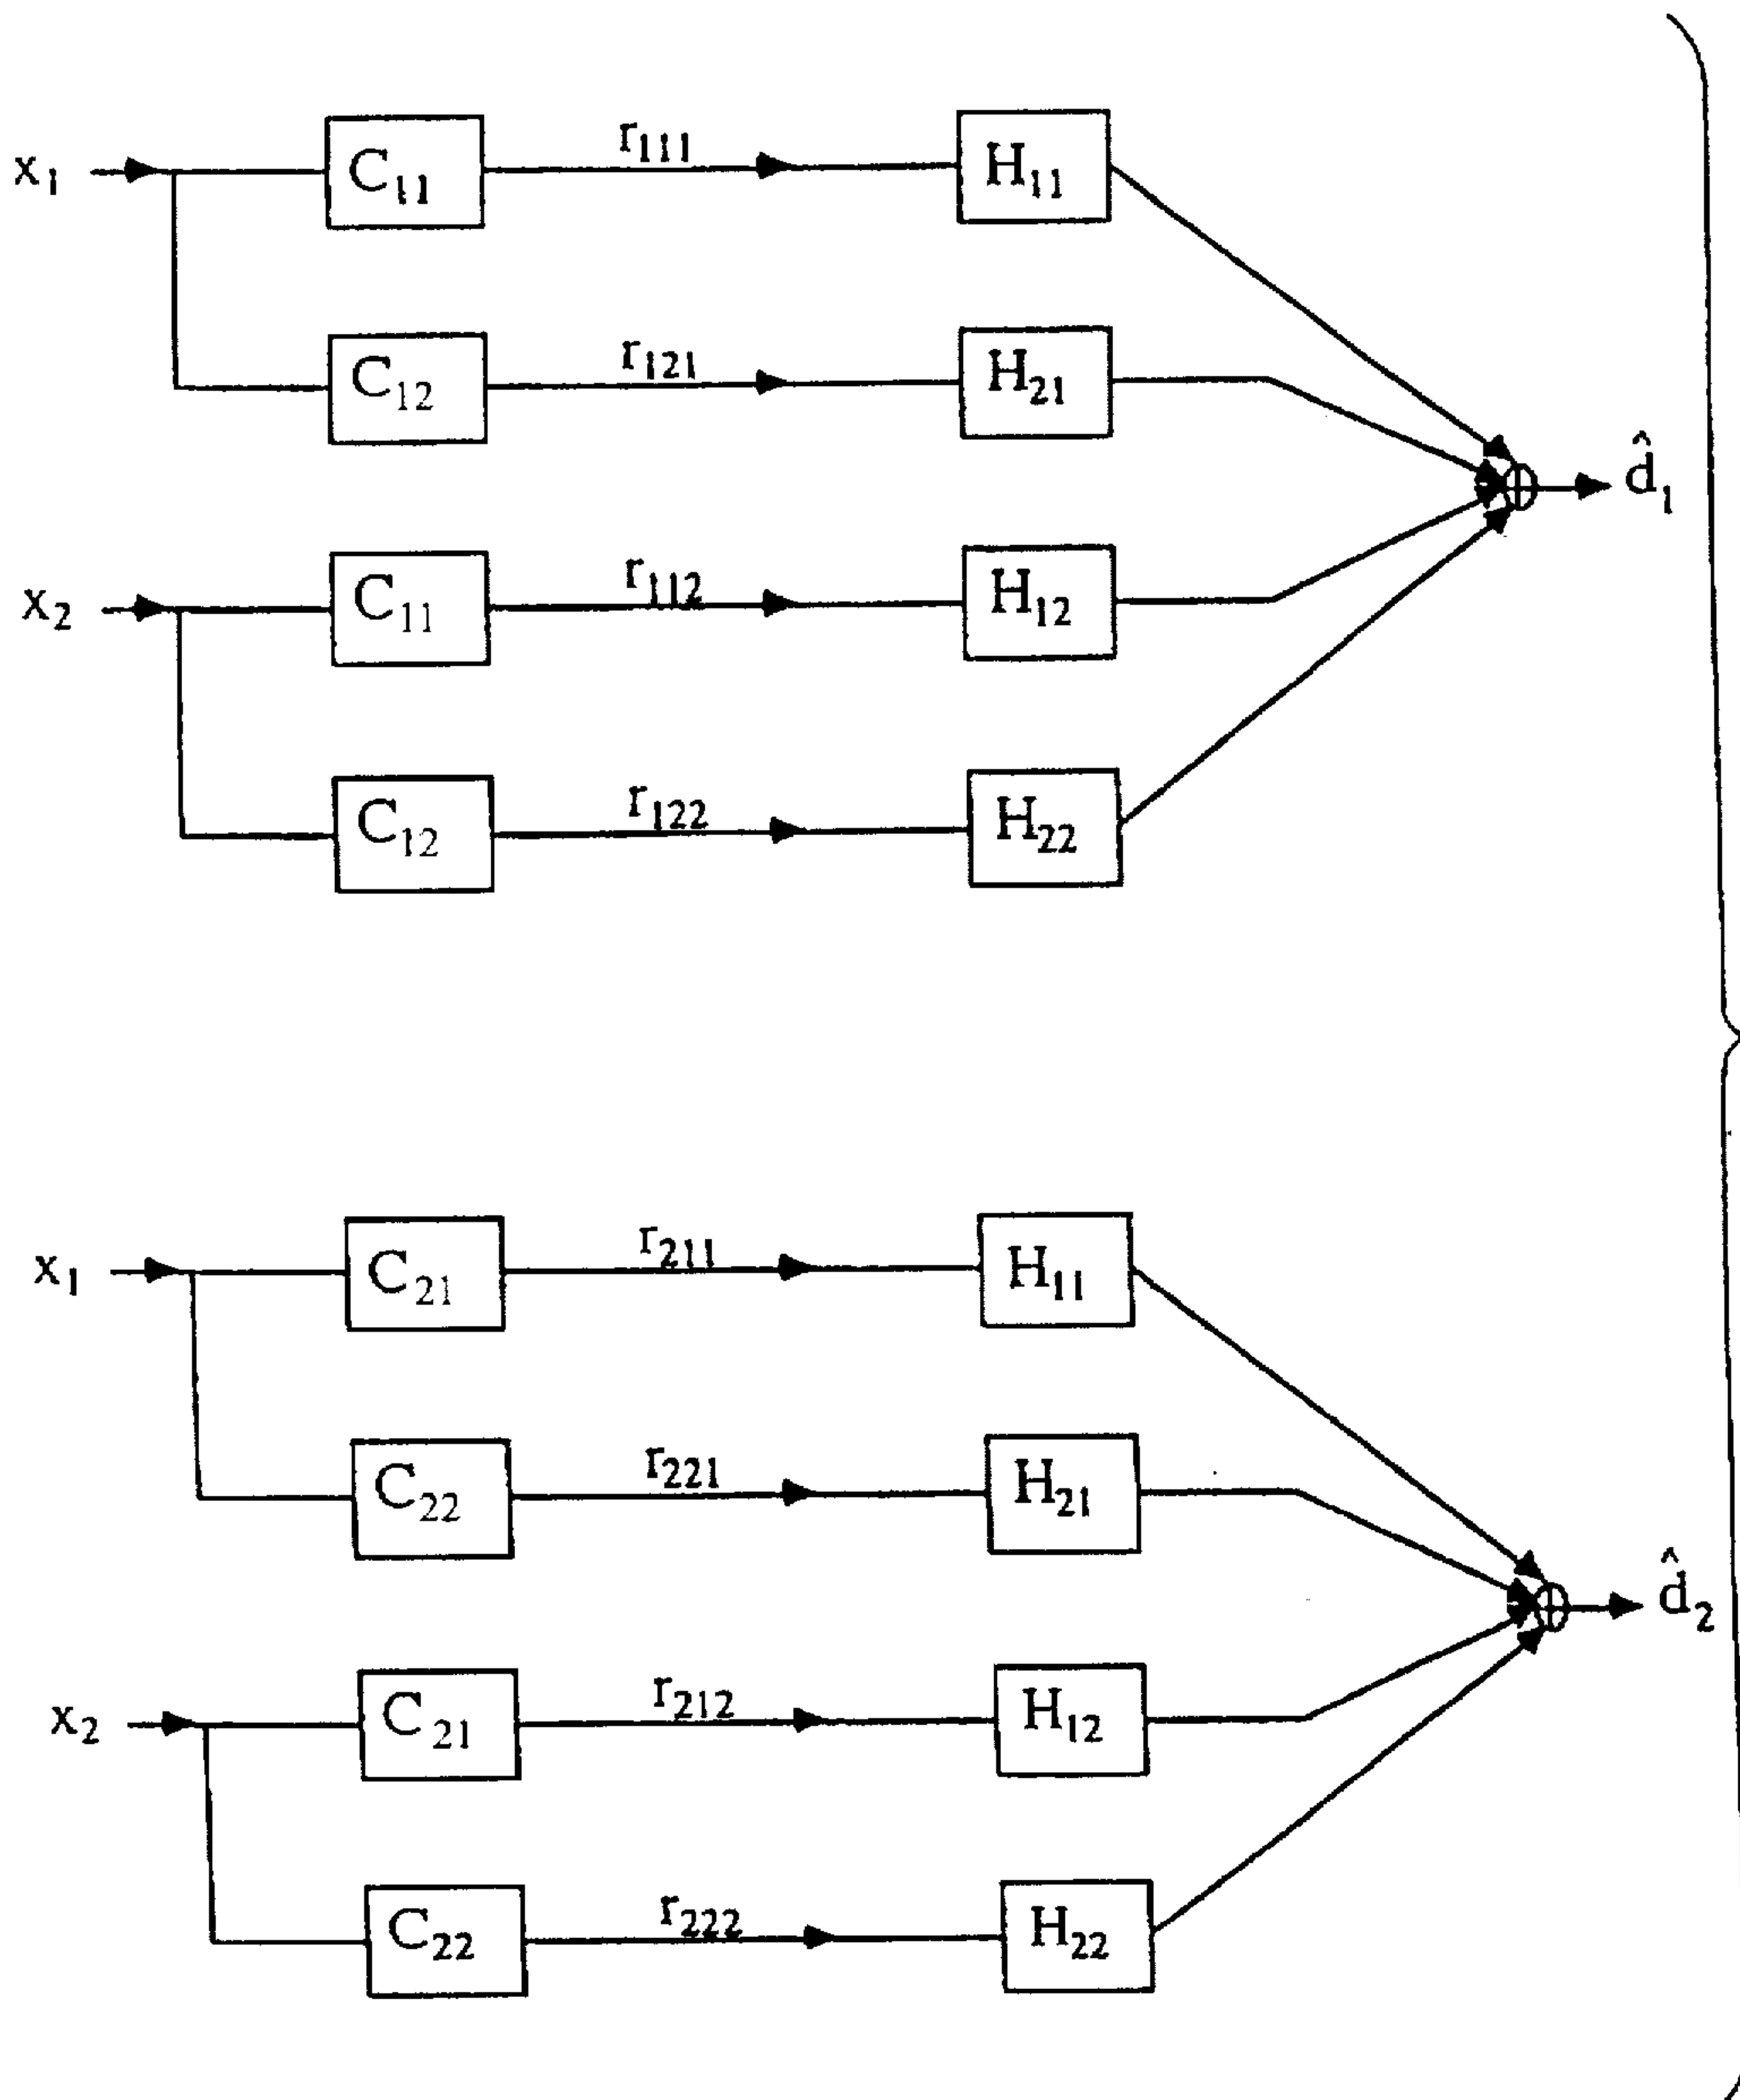 x₁ C₁₁ r₁₁₁ H₁₁
C₁₂ r₁₂₁ H₂₁
d̂₁
x₂ C₁₁ r₁₁₂ H₁₂
C₁₂ r₁₂₂ H₂₂
x₁ C₂₁ r₂₁₁ H₁₁
C₂₂ r₂₂₁ H₂₁
d̂₂
x₂ C₂₁ r₂₁₂ H₁₂
C₂₂ r₂₂₂ H₂₂